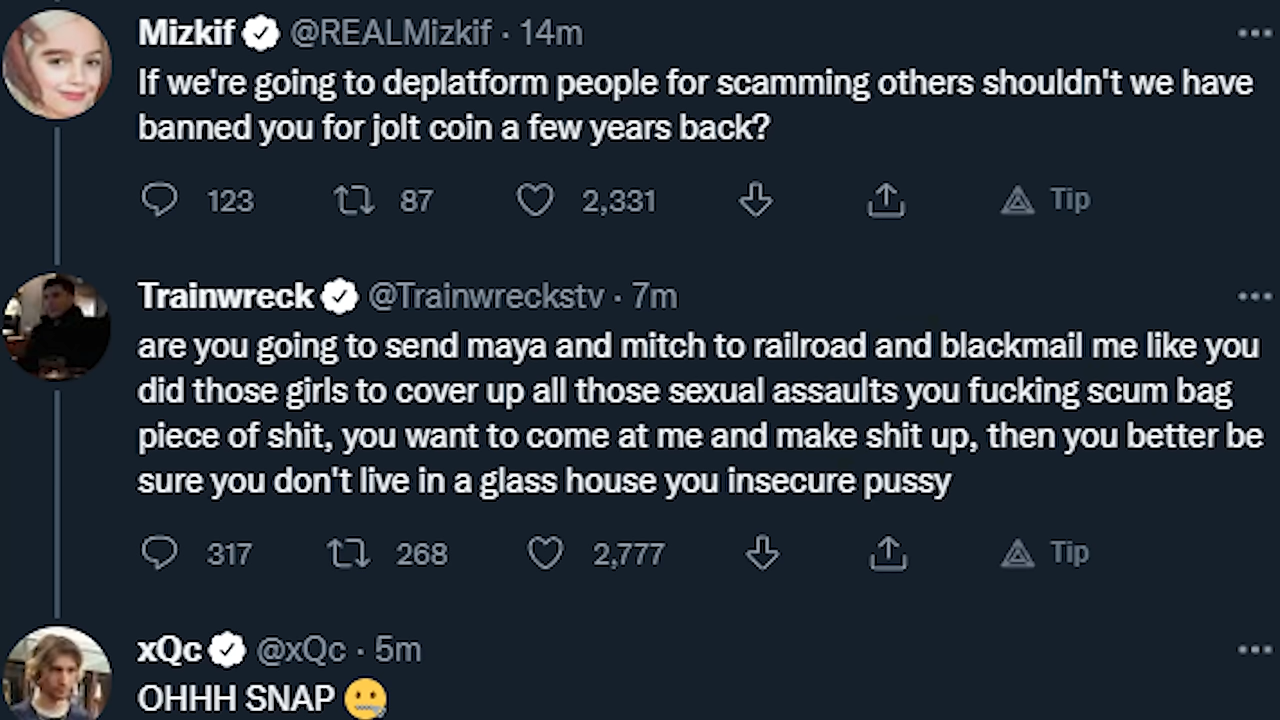 Mizkif @REALMizkif · 14m
If we're going to deplatform people for scamming others shouldn't we have
banned you for jolt coin a few years back?
123 87 2,331 Tip
Trainwreck @Trainwreckstv · 7m
are you going to send maya and mitch to railroad and blackmail me like you
did those girls to cover up all those sexual assaults you fucking scum bag
piece of shit, you want to come at me and make shit up, then you better be
sure you don't live in a glass house you insecure pussy
317 268 2,777 Tip
xQc @xQc · 5m
OHHH SNAP 🤐